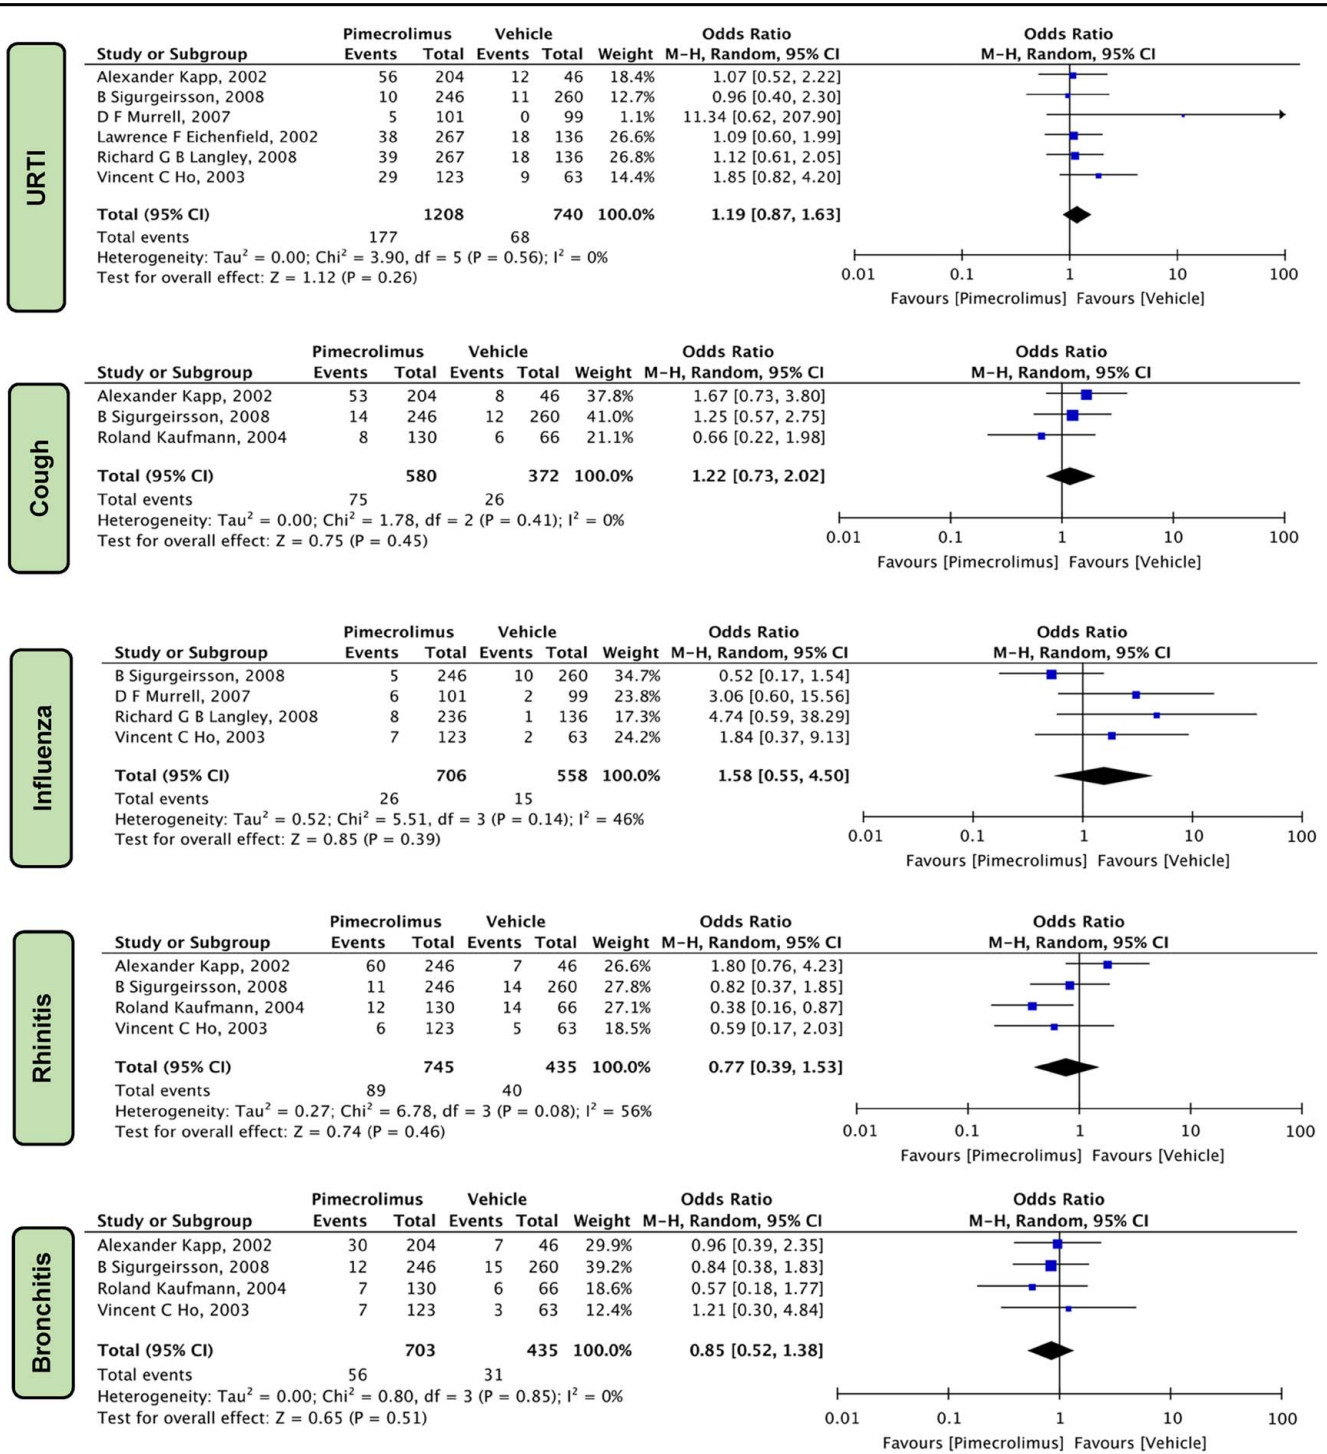 URTI
Pimecrolimus Vehicle Odds Ratio Odds Ratio
Study or Subgroup Events Total Events Total Weight M-H, Random, 95% CI M-H, Random, 95% CI
Alexander Kapp, 2002 56 204 12 46 18.4% 1.07 [0.52, 2.22]
B Sigurgeirsson, 2008 10 246 11 260 12.7% 0.96 [0.40, 2.30]
D F Murrell, 2007 5 101 0 99 1.1% 11.34 [0.62, 207.90]
Lawrence F Eichenfield, 2002 38 267 18 136 26.6% 1.09 [0.60, 1.99]
Richard G B Langley, 2008 39 267 18 136 26.8% 1.12 [0.61, 2.05]
Vincent C Ho, 2003 29 123 9 63 14.4% 1.85 [0.82, 4.20]
Total (95% CI) 1208 740 100.0% 1.19 [0.87, 1.63]
Total events 177 68
Heterogeneity: Tau² = 0.00; Chi² = 3.90, df = 5 (P = 0.56); I² = 0%
Test for overall effect: Z = 1.12 (P = 0.26)
0.01 0.1 1 10 100
Favours [Pimecrolimus] Favours [Vehicle]
Cough
Pimecrolimus Vehicle Odds Ratio Odds Ratio
Study or Subgroup Events Total Events Total Weight M-H, Random, 95% CI M-H, Random, 95% CI
Alexander Kapp, 2002 53 204 8 46 37.8% 1.67 [0.73, 3.80]
B Sigurgeirsson, 2008 14 246 12 260 41.0% 1.25 [0.57, 2.75]
Roland Kaufmann, 2004 8 130 6 66 21.1% 0.66 [0.22, 1.98]
Total (95% CI) 580 372 100.0% 1.22 [0.73, 2.02]
Total events 75 26
Heterogeneity: Tau² = 0.00; Chi² = 1.78, df = 2 (P = 0.41); I² = 0%
Test for overall effect: Z = 0.75 (P = 0.45)
0.01 0.1 1 10 100
Favours [Pimecrolimus] Favours [Vehicle]
Influenza
Pimecrolimus Vehicle Odds Ratio Odds Ratio
Study or Subgroup Events Total Events Total Weight M-H, Random, 95% CI M-H, Random, 95% CI
B Sigurgeirsson, 2008 5 246 10 260 34.7% 0.52 [0.17, 1.54]
D F Murrell, 2007 6 101 2 99 23.8% 3.06 [0.60, 15.56]
Richard G B Langley, 2008 8 236 1 136 17.3% 4.74 [0.59, 38.29]
Vincent C Ho, 2003 7 123 2 63 24.2% 1.84 [0.37, 9.13]
Total (95% CI) 706 558 100.0% 1.58 [0.55, 4.50]
Total events 26 15
Heterogeneity: Tau² = 0.52; Chi² = 5.51, df = 3 (P = 0.14); I² = 46%
Test for overall effect: Z = 0.85 (P = 0.39)
0.01 0.1 1 10 100
Favours [Pimecrolimus] Favours [Vehicle]
Rhinitis
Pimecrolimus Vehicle Odds Ratio Odds Ratio
Study or Subgroup Events Total Events Total Weight M-H, Random, 95% CI M-H, Random, 95% CI
Alexander Kapp, 2002 60 246 7 46 26.6% 1.80 [0.76, 4.23]
B Sigurgeirsson, 2008 11 246 14 260 27.8% 0.82 [0.37, 1.85]
Roland Kaufmann, 2004 12 130 14 66 27.1% 0.38 [0.16, 0.87]
Vincent C Ho, 2003 6 123 5 63 18.5% 0.59 [0.17, 2.03]
Total (95% CI) 745 435 100.0% 0.77 [0.39, 1.53]
Total events 89 40
Heterogeneity: Tau² = 0.27; Chi² = 6.78, df = 3 (P = 0.08); I² = 56%
Test for overall effect: Z = 0.74 (P = 0.46)
0.01 0.1 1 10 100
Favours [Pimecrolimus] Favours [Vehicle]
Bronchitis
Pimecrolimus Vehicle Odds Ratio Odds Ratio
Study or Subgroup Events Total Events Total Weight M-H, Random, 95% CI M-H, Random, 95% CI
Alexander Kapp, 2002 30 204 7 46 29.9% 0.96 [0.39, 2.35]
B Sigurgeirsson, 2008 12 246 15 260 39.2% 0.84 [0.38, 1.83]
Roland Kaufmann, 2004 7 130 6 66 18.6% 0.57 [0.18, 1.77]
Vincent C Ho, 2003 7 123 3 63 12.4% 1.21 [0.30, 4.84]
Total (95% CI) 703 435 100.0% 0.85 [0.52, 1.38]
Total events 56 31
Heterogeneity: Tau² = 0.00; Chi² = 0.80, df = 3 (P = 0.85); I² = 0%
Test for overall effect: Z = 0.65 (P = 0.51)
0.01 0.1 1 10 100
Favours [Pimecrolimus] Favours [Vehicle]